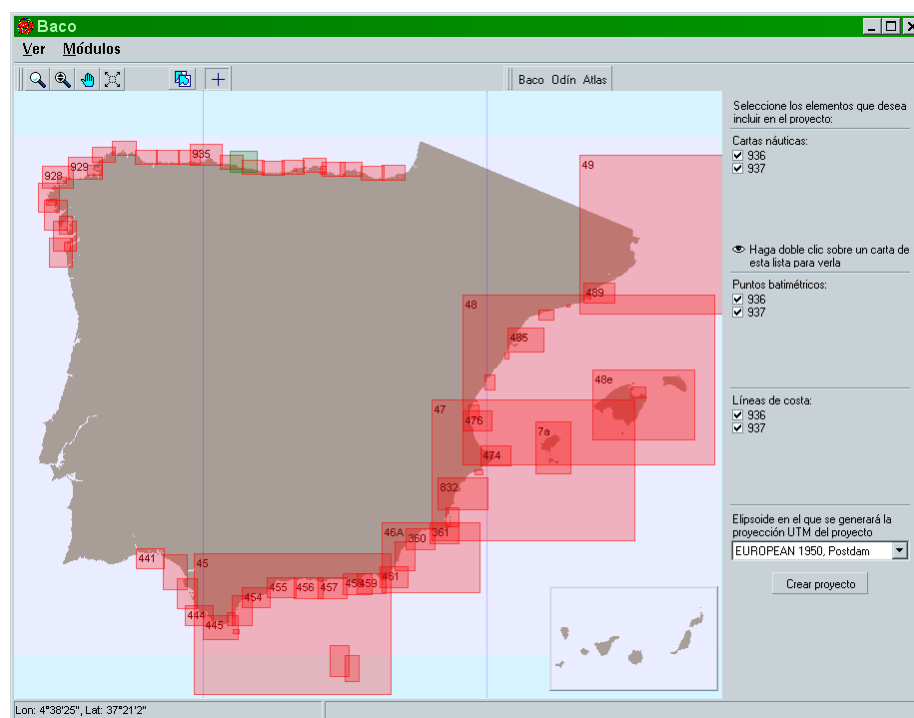 Baco
Ver Módulos
Baco Odín Atlas
Seleccione los elementos que desea
incluir en el proyecto:
Cartas náuticas:
936
937
Haga doble clic sobre un carta de
esta lista para verla
Puntos batimétricos:
936
937
Líneas de costa:
936
937
Elipsoide en el que se generará la
proyección UTM del proyecto
EUROPEAN 1950, Postdam
Crear proyecto
935
929
928
49
489
48
485
48e
47
476
7a
474
832
46A
361
360
441
45
461
455
456
457
459
454
444
445
Lon: 4°38'25", Lat: 37°21'2"